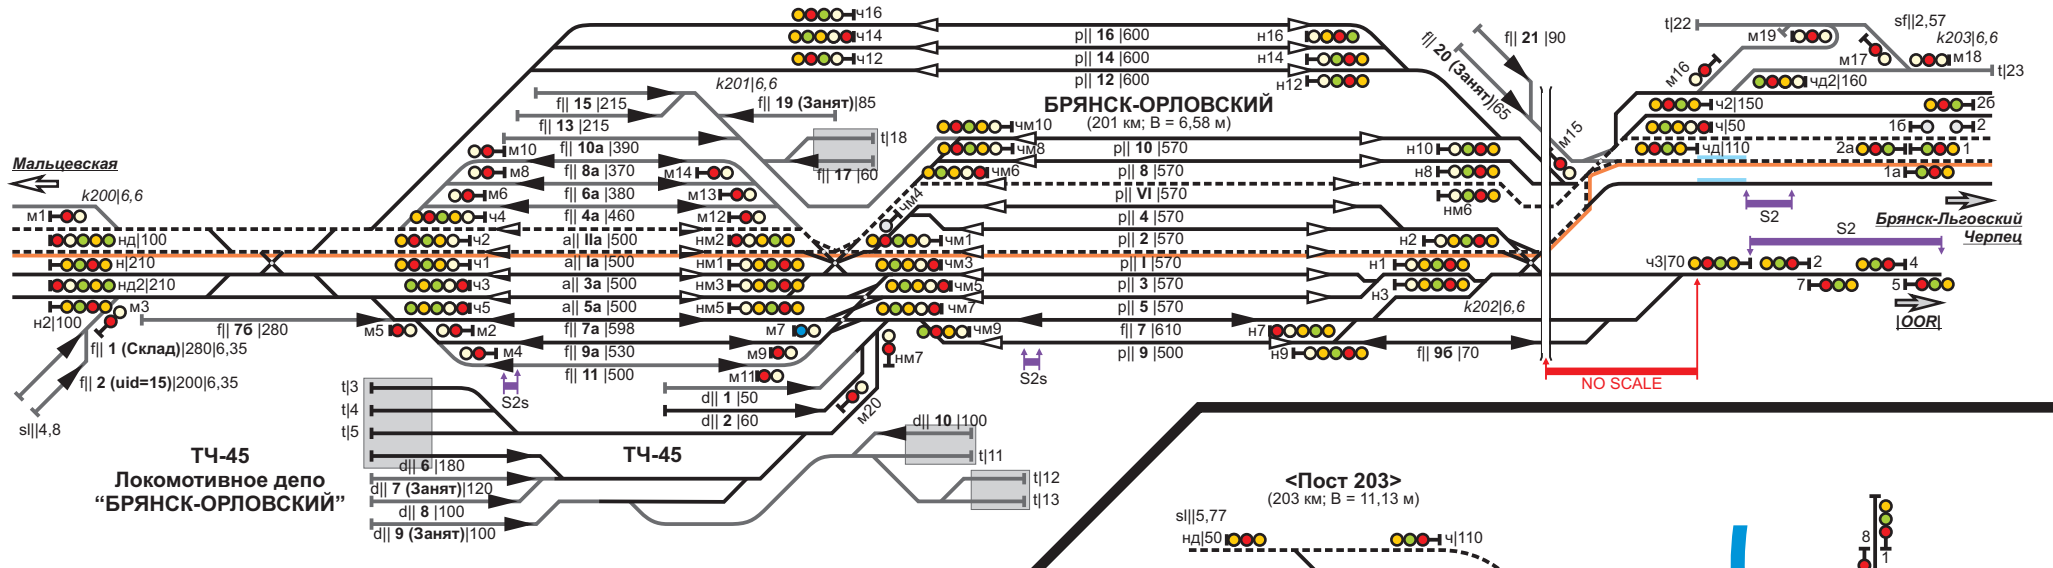 ч16
ч14
ч12
p|| 16 |600
p|| 14 |600
p|| 12 |600
н16
н14
н12
f|| 20 (Занят)|65
f|| 21 |90
t|22
м19
м17
м16
sf||2,57
k203|6,6
м18
t|23
чд2|160
ч2|150
ч|50
чд|110
2б
1б
2
2а
1
1а
м15
S2
S2
Брянск-Льговский
Черпец
k201|6,6
f|| 15 |215
f|| 19 (Занят)|85
f|| 13 |215
t|18
f|| 17 |60
БРЯНСК-ОРЛОВСКИЙ
(201 км; В = 6,58 м)
чм10
чм8
чм6
чм4
p|| 10 |570
p|| 8 |570
p|| VI |570
p|| 4 |570
p|| 2 |570
p|| I |570
p|| 3 |570
p|| 5 |570
f|| 7 |610
p|| 9 |500
н10
н8
нм6
н2
н1
н3
н7
н9
k202|6,6
f|| 9б |70
Мальцевская
k200|6,6
м1
нд|100
н|210
нд2|210
н2|100
м3
f|| 1 (Склад)|280|6,35
f|| 2 (uid=15)|200|6,35
sl||4,8
f|| 7б |280
м10
м8
м6
ч4
ч2
ч1
ч3
ч5
м5
м2
м4
f|| 10а |390
f|| 8а |370
f|| 6а |380
f|| 4а |460
a|| IIа |500
a|| Iа |500
a|| 3а |500
a|| 5а |500
f|| 7а |598
f|| 9а |530
f|| 11 |500
м14
м13
м12
нм2
нм1
нм3
нм5
м7
м9
м11
чм1
чм3
чм5
чм7
чм9
нм7
м20
S2s
S2s
d|| 1 |50
d|| 2 |60
t|3
t|4
t|5
d|| 6 |180
d|| 7 (Занят)|120
d|| 8 |100
d|| 9 (Занят)|100
ТЧ-45
Локомотивное депо
“БРЯНСК-ОРЛОВСКИЙ”
ТЧ-45
d|| 10 |100
t|11
t|12
t|13
ч3|70
2
4
7
5
|OOR|
NO SCALE
<Пост 203>
(203 км; В = 11,13 м)
sl||5,77
нд|50
ч|110
8
1